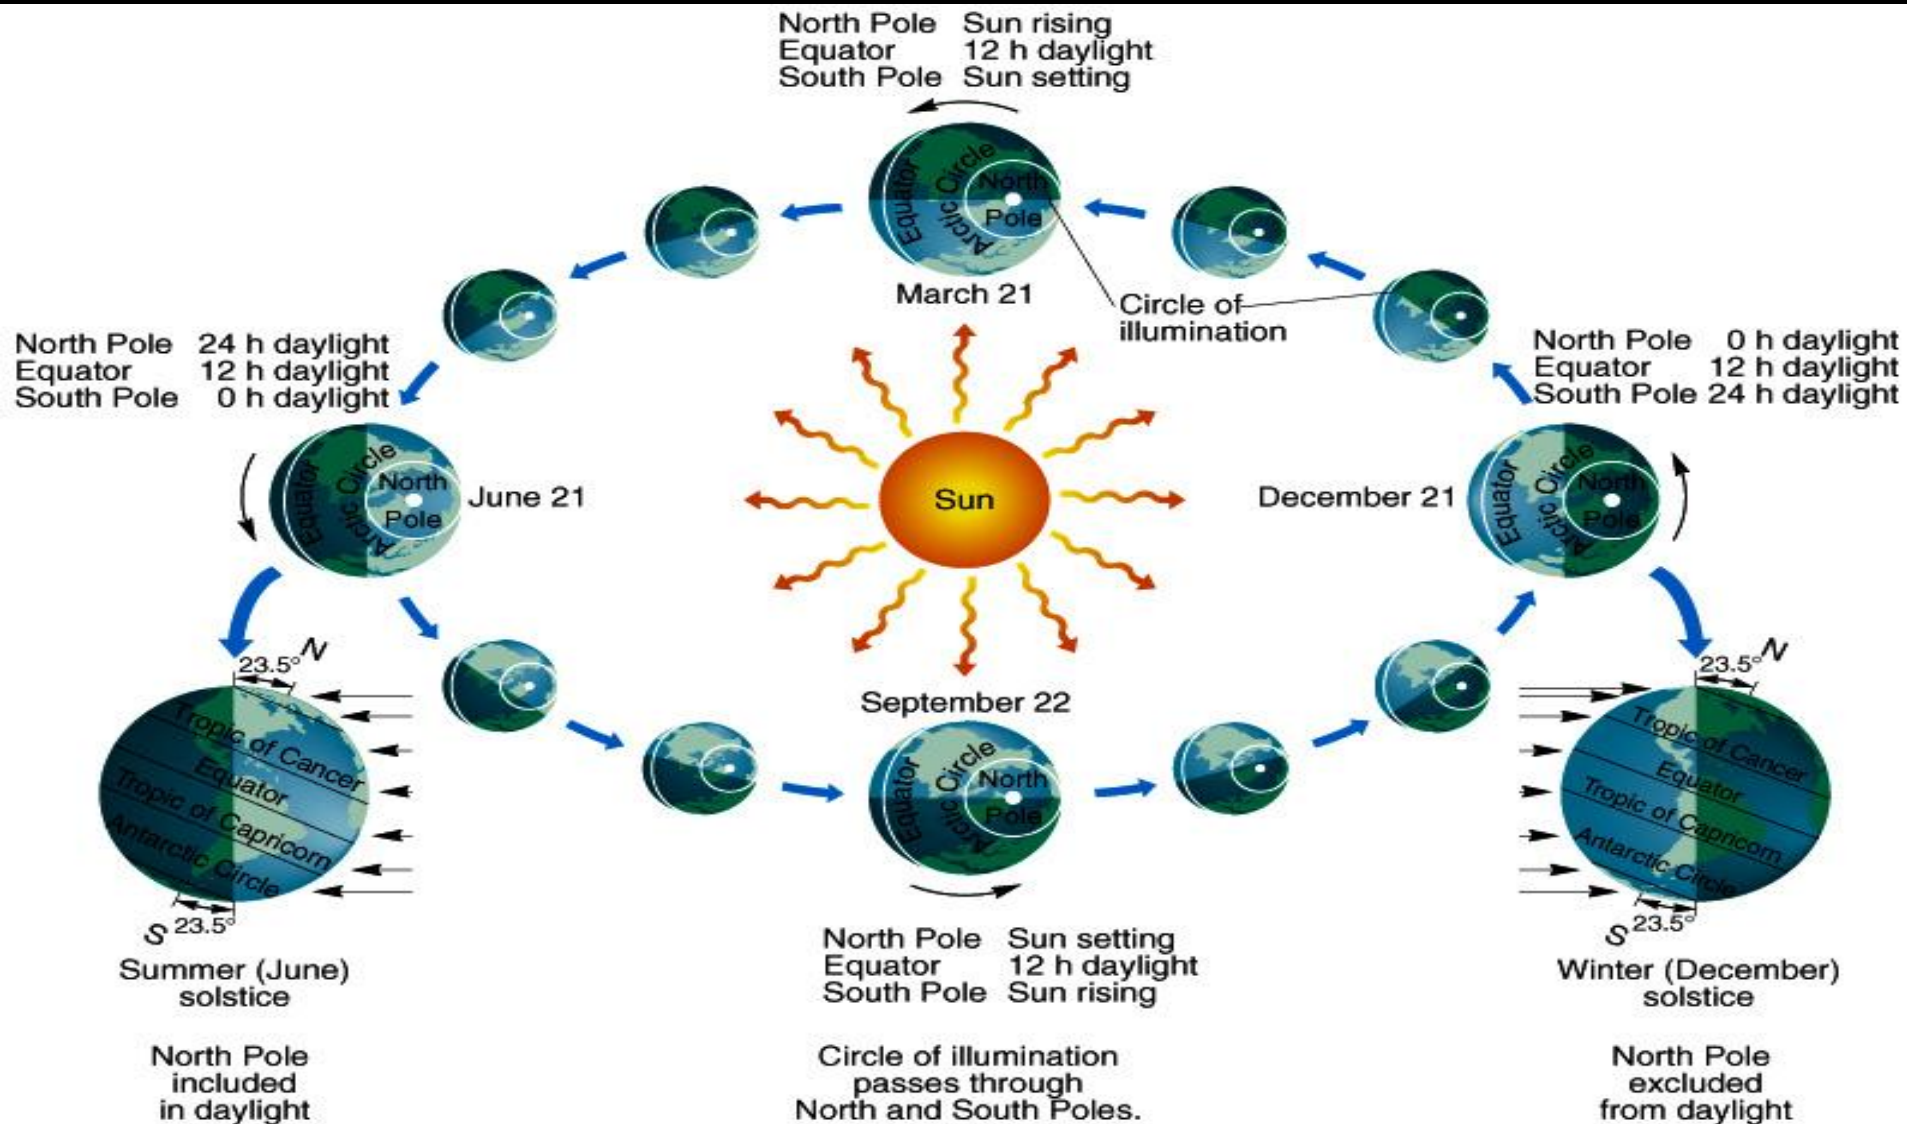 North Pole Sun rising
Equator 12 h daylight
South Pole Sun setting
Equator
Arctic Circle
North
Pole
March 21
Circle of
illumination
North Pole 24 h daylight
Equator 12 h daylight
South Pole 0 h daylight
North Pole 0 h daylight
Equator 12 h daylight
South Pole 24 h daylight
Equator
Arctic Circle
North
Pole
June 21
Sun
December 21
Equator
Arctic Circle
North
Pole
23.5°
N
Tropic of Cancer
Equator
Tropic of Capricorn
Antarctic Circle
S
23.5°
Summer (June)
solstice
North Pole
included
in daylight
September 22
Equator
Arctic Circle
North
Pole
North Pole Sun setting
Equator 12 h daylight
South Pole Sun rising
Circle of illumination
passes through
North and South Poles.
23.5°
N
Tropic of Cancer
Equator
Tropic of Capricorn
Antarctic Circle
S
23.5°
Winter (December)
solstice
North Pole
excluded
from daylight